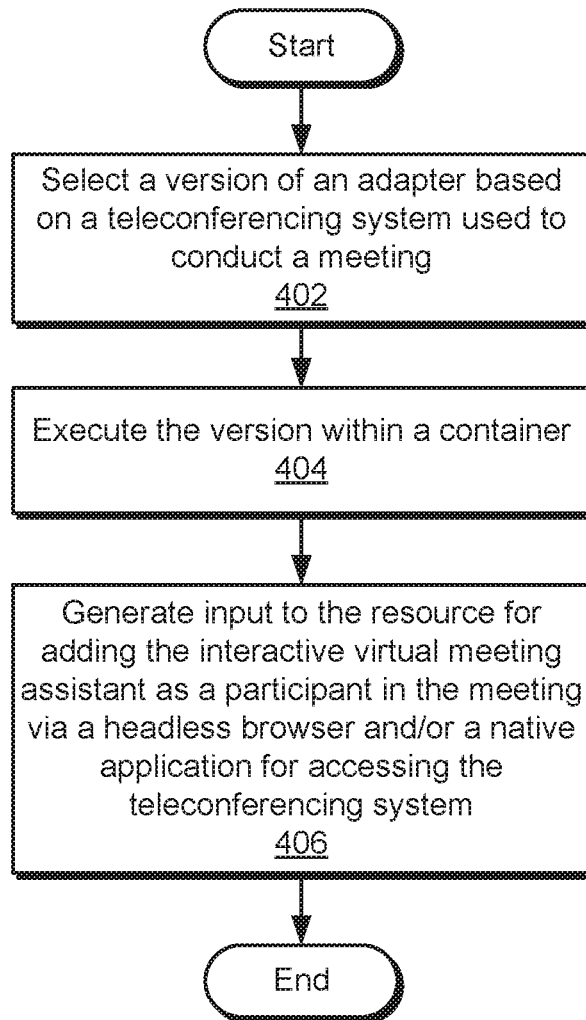 Start
Select a version of an adapter based
on a teleconferencing system used to
conduct a meeting
402
Execute the version within a container
404
Generate input to the resource for
adding the interactive virtual meeting
assistant as a participant in the meeting
via a headless browser and/or a native
application for accessing the
teleconferencing system
406
End